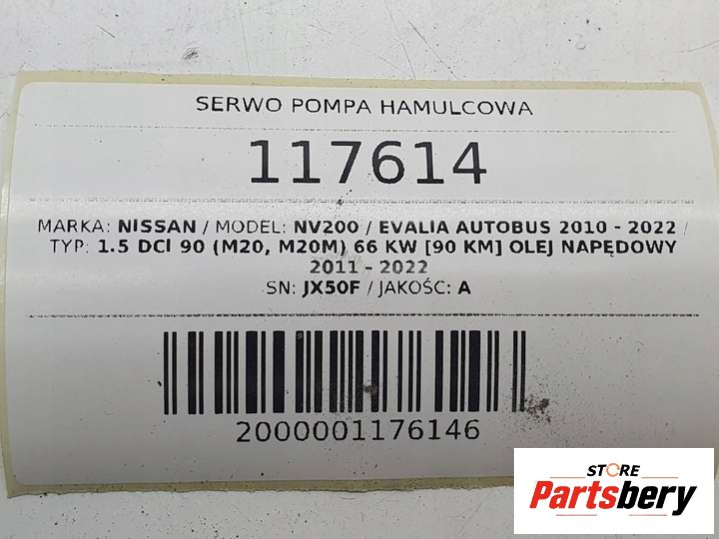 SERWO POMPA HAMULCOWA
117614
MARKA: NISSAN / MODEL: NV200 / EVALIA AUTOBUS 2010 - 2022 /
TYP: 1.5 DCI 90 (M20, M20M) 66 KW [90 KM] OLEJ NAPĘDOWY
2011 - 2022
SN: JX50F / JAKOŚC: A
2000001176146
STORE
Partsbery